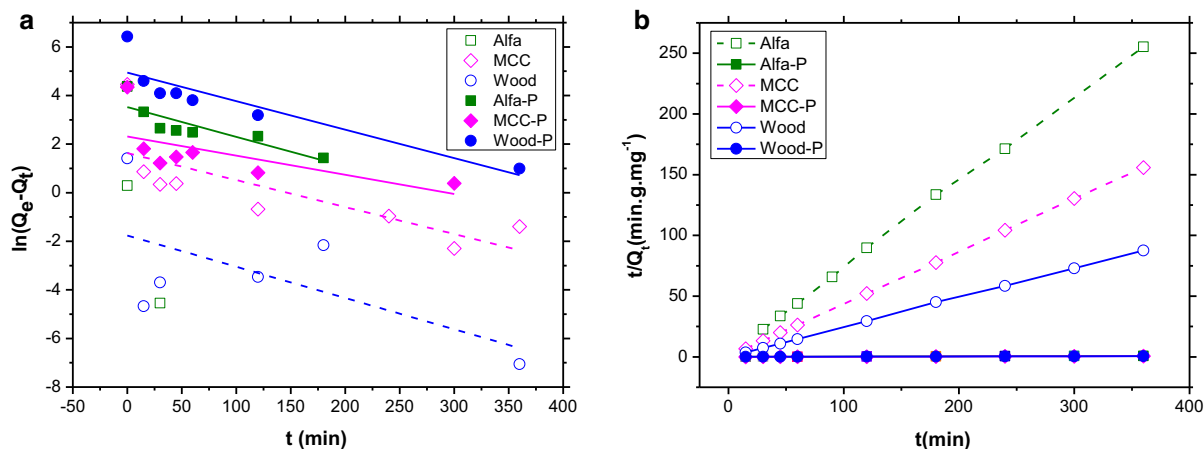 a
ln(Qe-Qt)
6
4
2
0
-2
-4
-6
-8
-50 0 50 100 150 200 250 300 350 400
t (min)
Alfa
MCC
Wood
Alfa-P
MCC-P
Wood-P
b
t/Qt(min.g.mg-1)
250
200
150
100
50
0
0 100 200 300 400
t(min)
Alfa
Alfa-P
MCC
MCC-P
Wood
Wood-P